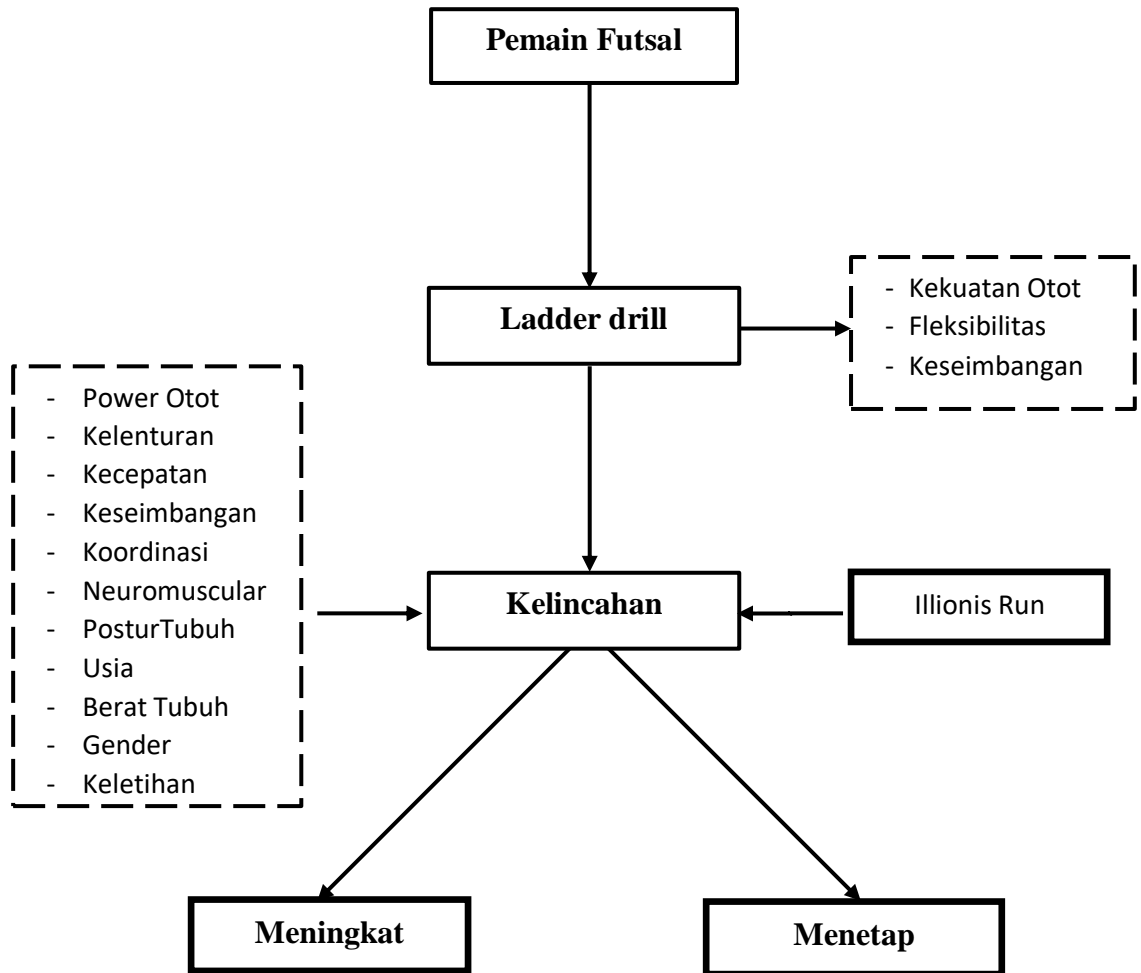 Pemain Futsal
Ladder drill
- Kekuatan Otot
- Fleksibilitas
- Keseimbangan
- Power Otot
- Kelenturan
- Kecepatan
- Keseimbangan
- Koordinasi
- Neuromuscular
- PosturTubuh
- Usia
- Berat Tubuh
- Gender
- Keletihan
Kelincahan
Illionis Run
Meningkat
Menetap